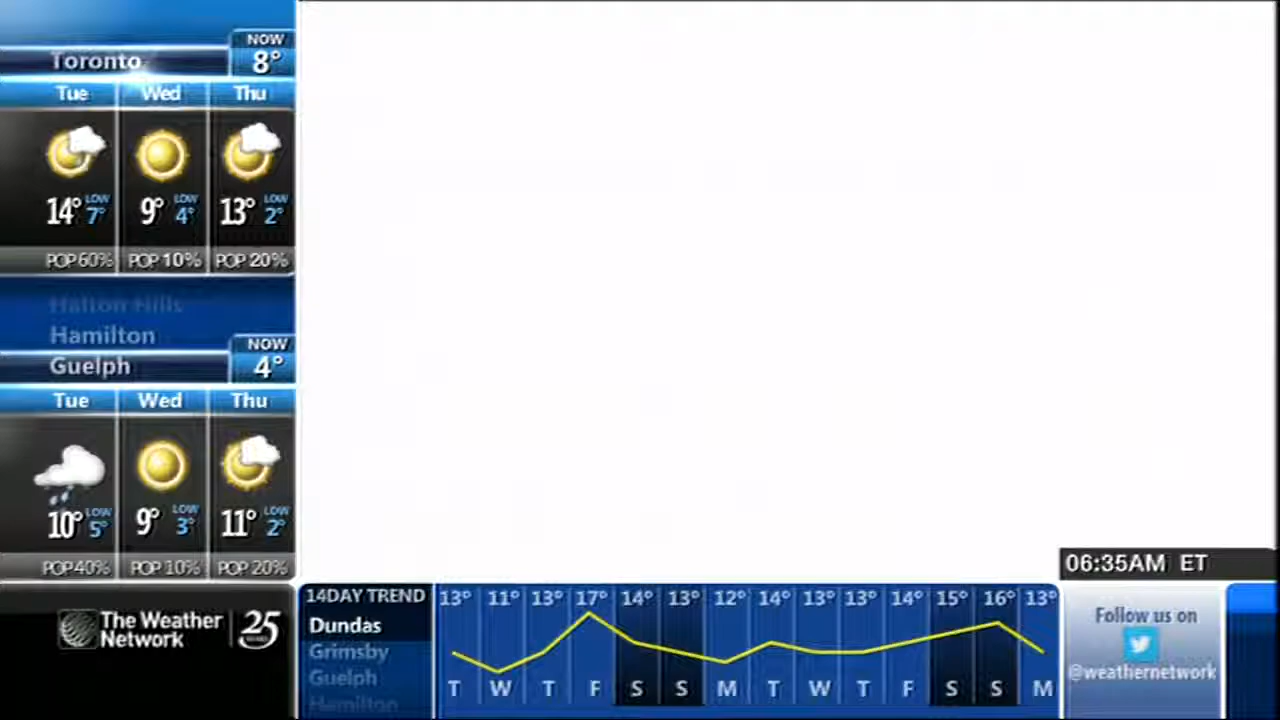 NOW
Toronto 8°
Tue Wed Thu
14° LOW 7° 9° LOW 4° 13° LOW 2°
POP 60% POP 10% POP 20%
Halton Hills
Hamilton
NOW
Guelph 4°
Tue Wed Thu
10° LOW 5° 9° LOW 3° 11° LOW 2°
POP 40% POP 10% POP 20%
The Weather
Network 25
06:35AM ET
14DAY TREND 13° 11° 13° 17° 14° 13° 12° 14° 13° 13° 14° 15° 16° 13°
Dundas
Grimsby
Guelph
Hamilton
T W T F S S M T W T F S S M
Follow us on
@weathernetwork